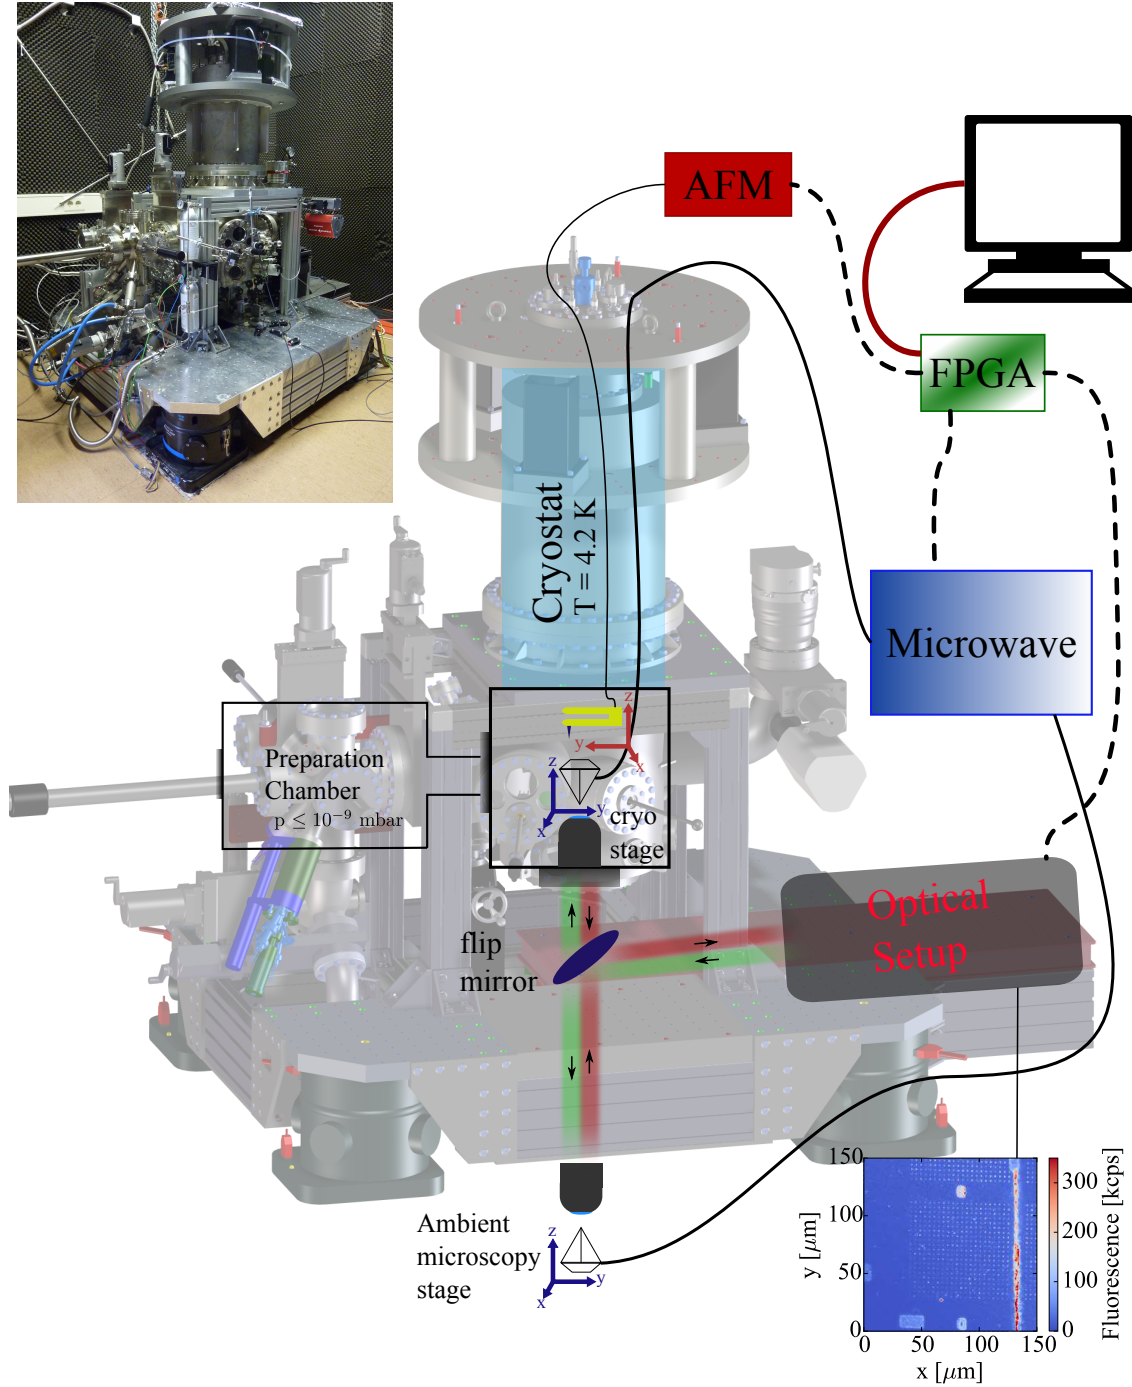 AFM
FPGA
Cryostat
T = 4.2 K
Microwave
z
y
x
Preparation
Chamber
p ≤ 10⁻⁹ mbar
z
y
x
cryo
stage
Optical
Setup
flip
mirror
Ambient
microscopy
stage
z
y
x
150
100
50
0
y [μm]
0
50
100
150
x [μm]
300
200
100
0
Fluorescence [kcps]